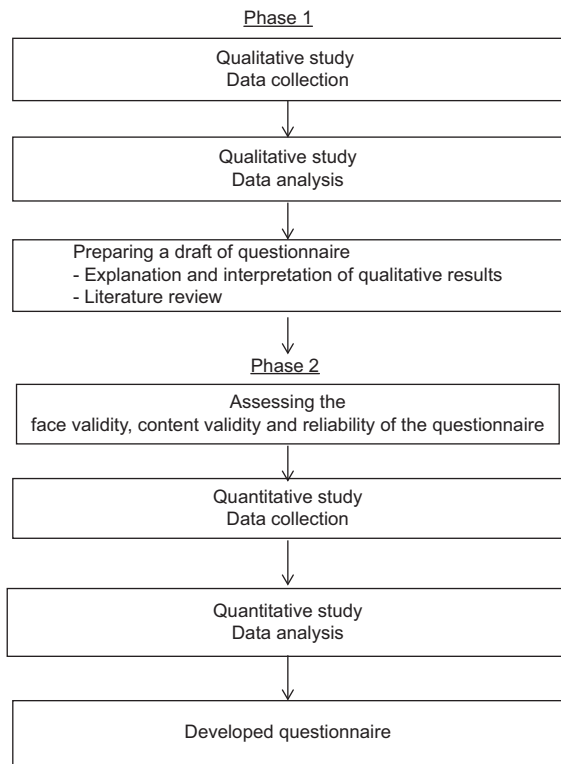 Phase 1
Qualitative study
Data collection
Qualitative study
Data analysis
Preparing a draft of questionnaire
- Explanation and interpretation of qualitative results
- Literature review
Phase 2
Assessing the
face validity, content validity and reliability of the questionnaire
Quantitative study
Data collection
Quantitative study
Data analysis
Developed questionnaire